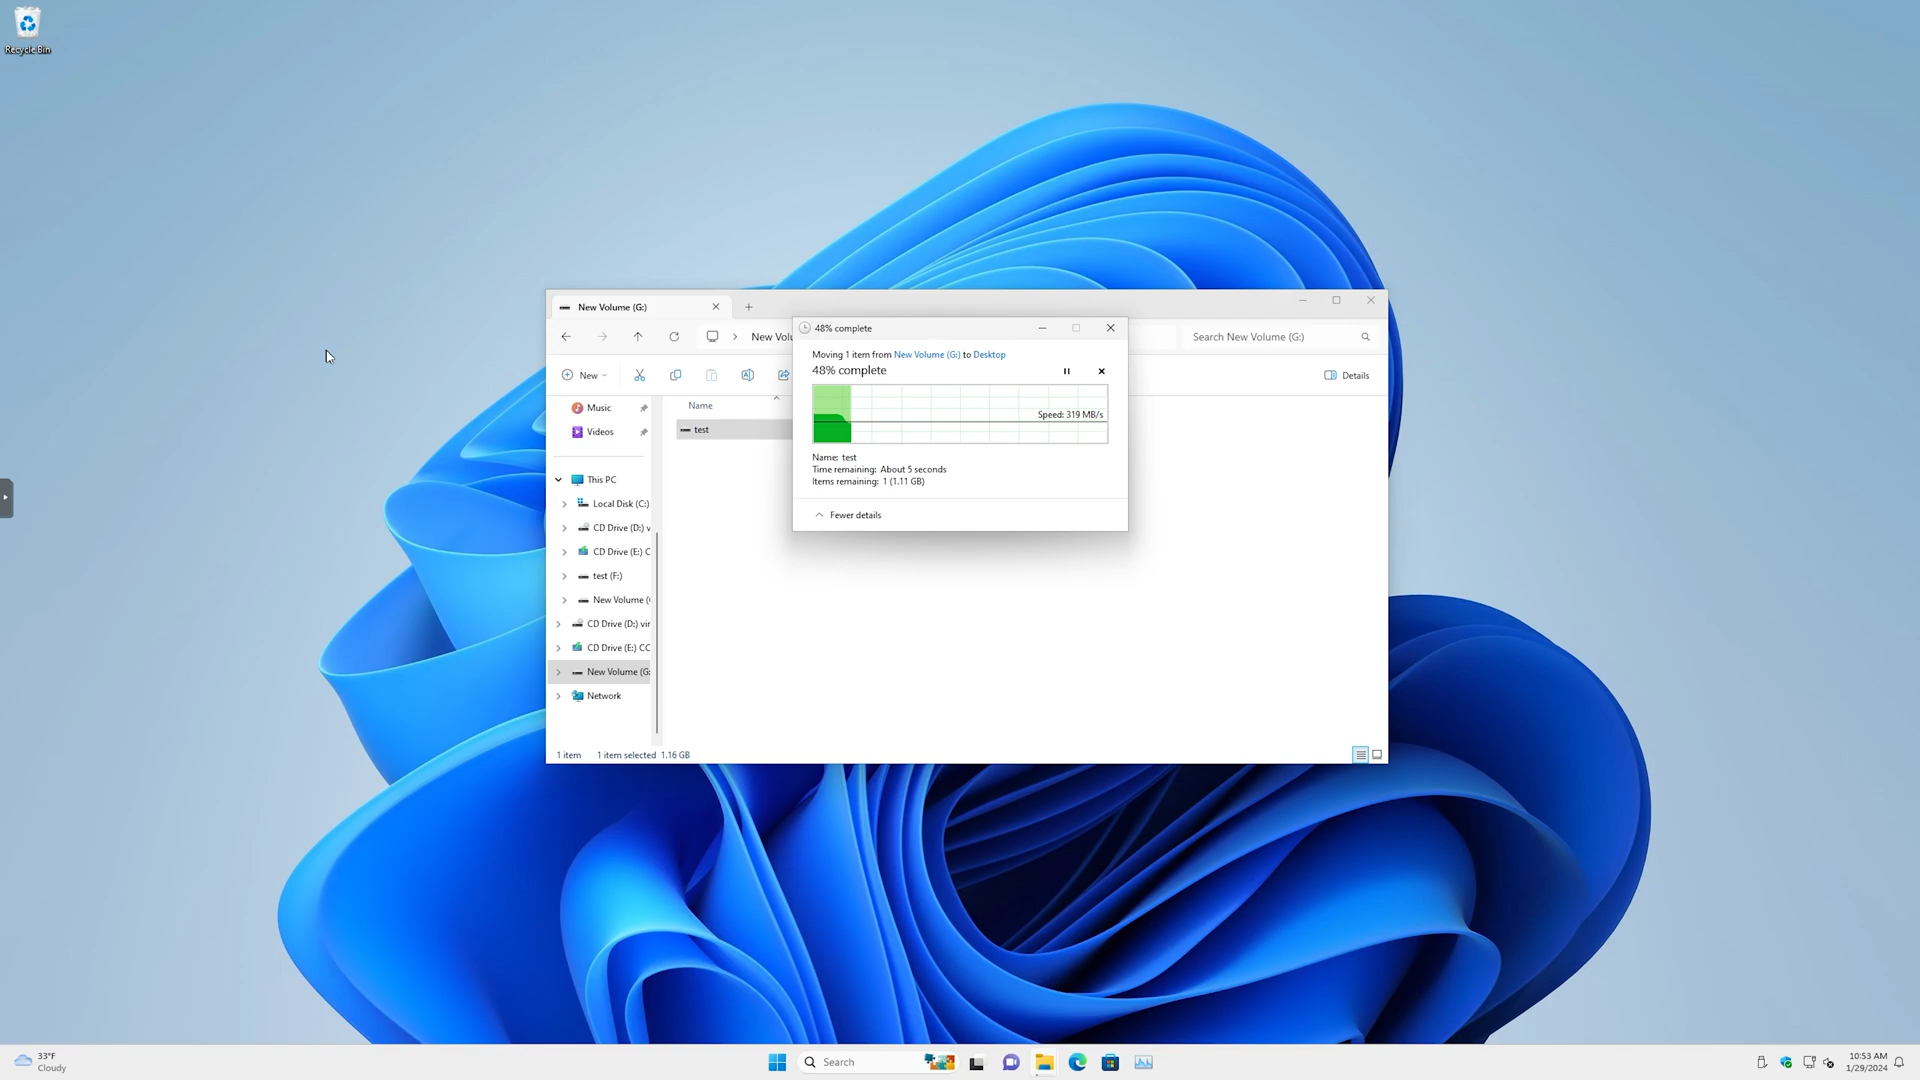 Recycle Bin
New Volume (G:)
New Volu
Search New Volume (G:)
New
Details
Music
Videos
This PC
Local Disk (C:)
CD Drive (D:) v
CD Drive (E:) C
test (F:)
New Volume (
CD Drive (D:) vir
CD Drive (E:) CC
New Volume (G:
Network
Name
test
48% complete
Moving 1 item from New Volume (G:) to Desktop
48% complete
Speed: 319 MB/s
Name: test
Time remaining: About 5 seconds
Items remaining: 1 (1.11 GB)
Fewer details
1 item 1 item selected 1.16 GB
33°F
Cloudy
Search
10:53 AM
1/29/2024